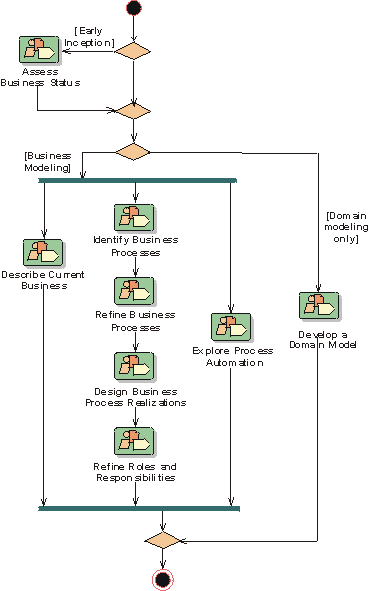 [Early
Inception]
Assess
Business Status
[Business
Modeling]
[Domain
modeling
only]
Identify Business
Processes
Describe Current
Business
Refine Business
Processes
Explore Process
Automation
Develop a
Domain Model
Design Business
Process Realizations
Refine Roles and
Responsibilities